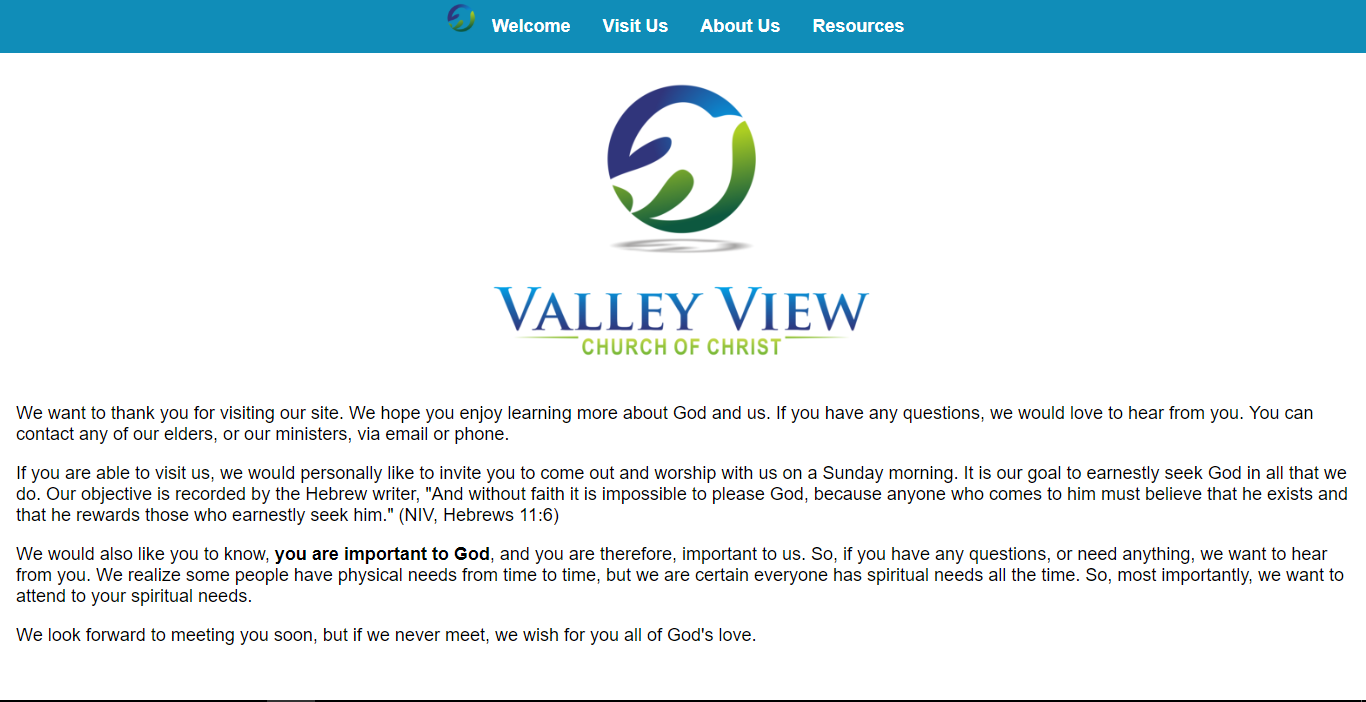 Welcome Visit Us About Us Resources
VALLEY VIEW
CHURCH OF CHRIST
We want to thank you for visiting our site. We hope you enjoy learning more about God and us. If you have any questions, we would love to hear from you. You can
contact any of our elders, or our ministers, via email or phone.
If you are able to visit us, we would personally like to invite you to come out and worship with us on a Sunday morning. It is our goal to earnestly seek God in all that we
do. Our objective is recorded by the Hebrew writer, "And without faith it is impossible to please God, because anyone who comes to him must believe that he exists and
that he rewards those who earnestly seek him." (NIV, Hebrews 11:6)
We would also like you to know, you are important to God, and you are therefore, important to us. So, if you have any questions, or need anything, we want to hear
from you. We realize some people have physical needs from time to time, but we are certain everyone has spiritual needs all the time. So, most importantly, we want to
attend to your spiritual needs.
We look forward to meeting you soon, but if we never meet, we wish for you all of God's love.